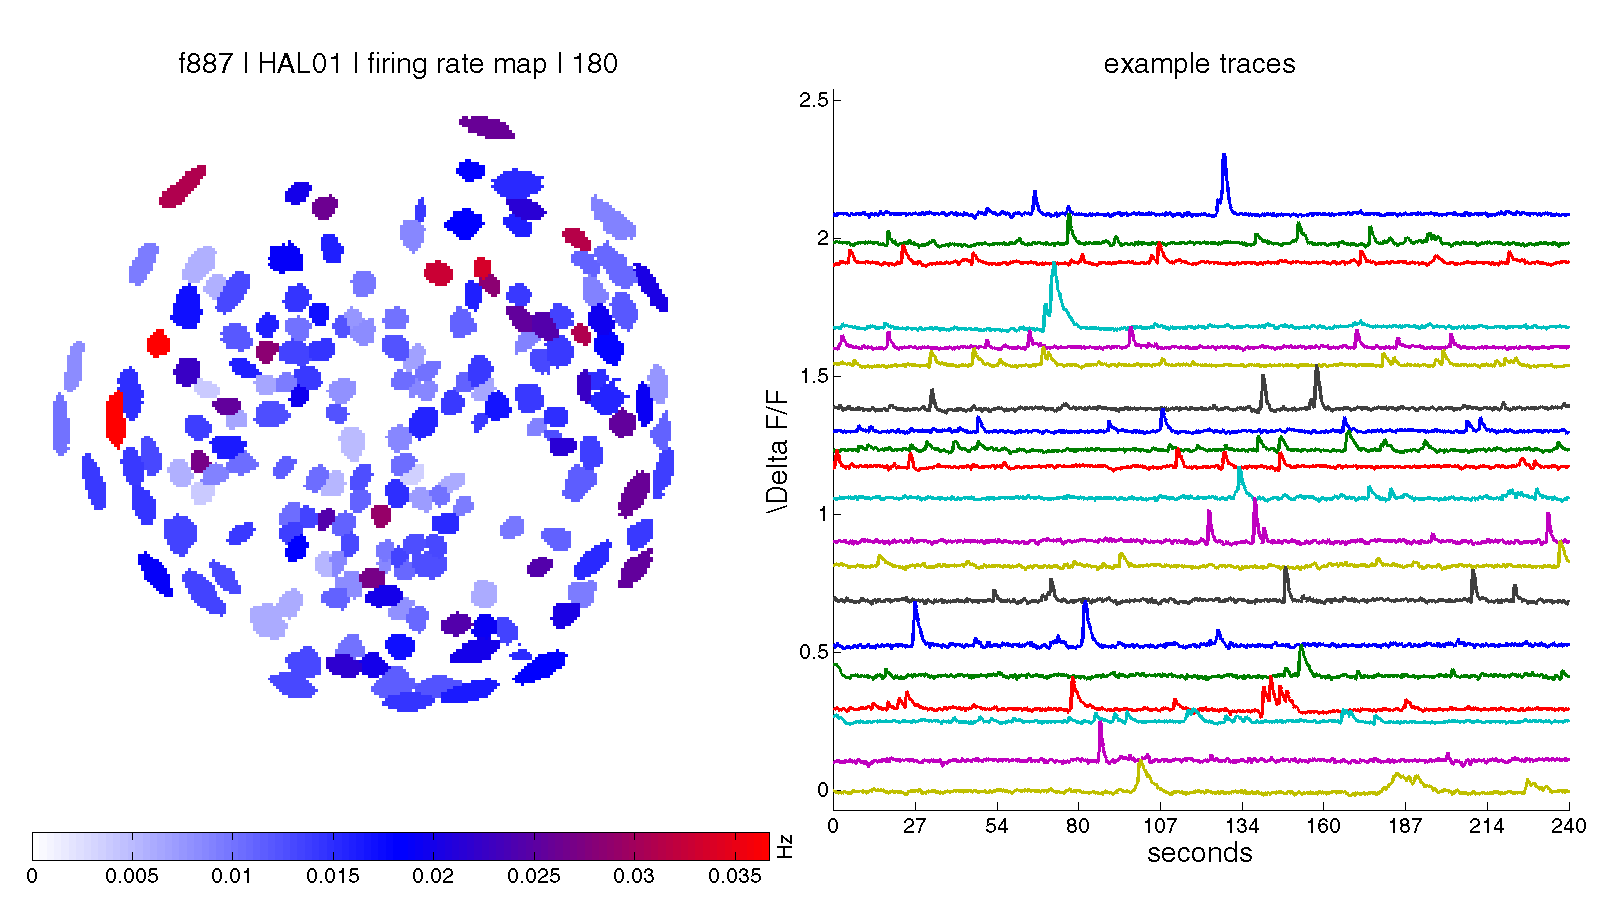 f887 | HAL01 | firing rate map | 180
0 0.005 0.01 0.015 0.02 0.025 0.03 0.035
Hz
example traces
2.5
2
1.5
1
0.5
0
\Delta F/F
0 27 54 80 107 134 160 187 214 240
seconds